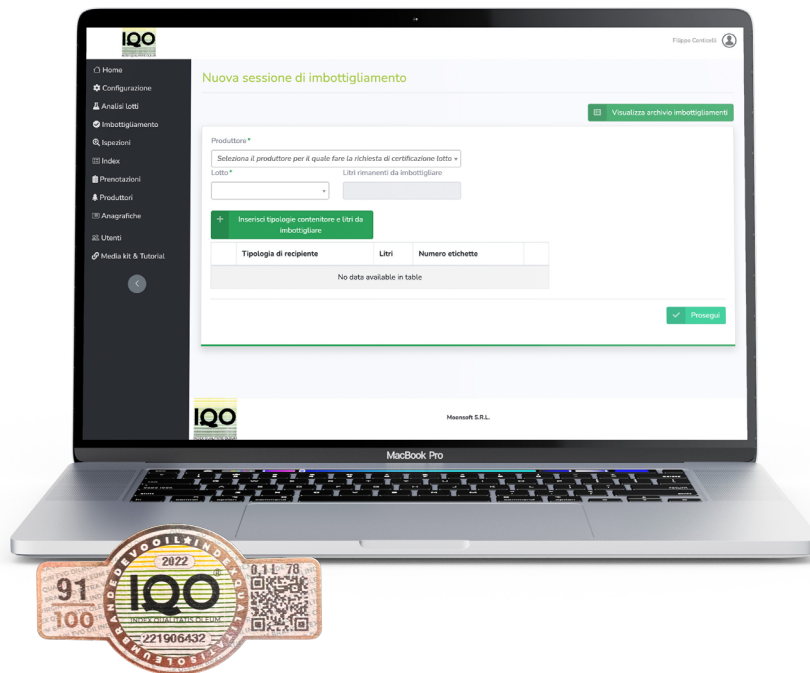 IQO
Filippo Conticelli
Home
Configurazione
Analisi lotti
Imbottigliamento
Ispezioni
Index
Prenotazioni
Produttori
Anagrafiche
Utenti
Media kit & Tutorial
Nuova sessione di imbottigliamento
Visualizza archivio imbottigliamenti
Produttore*
Seleziona il produttore per il quale fare la richiesta di certificazione lotto
Lotto*
Litri rimanenti da imbottigliare
+ Inserisci tipologie contenitore e litri da
imbottigliare
Tipologia di recipiente Litri Numero etichette
No data available in table
Prosegui
IQO
Moonsoft S.R.L.
MacBook Pro
2022
91
100
IQO
®
INDEX QUALITATIS OLEUM
221906432
0,1 L 78